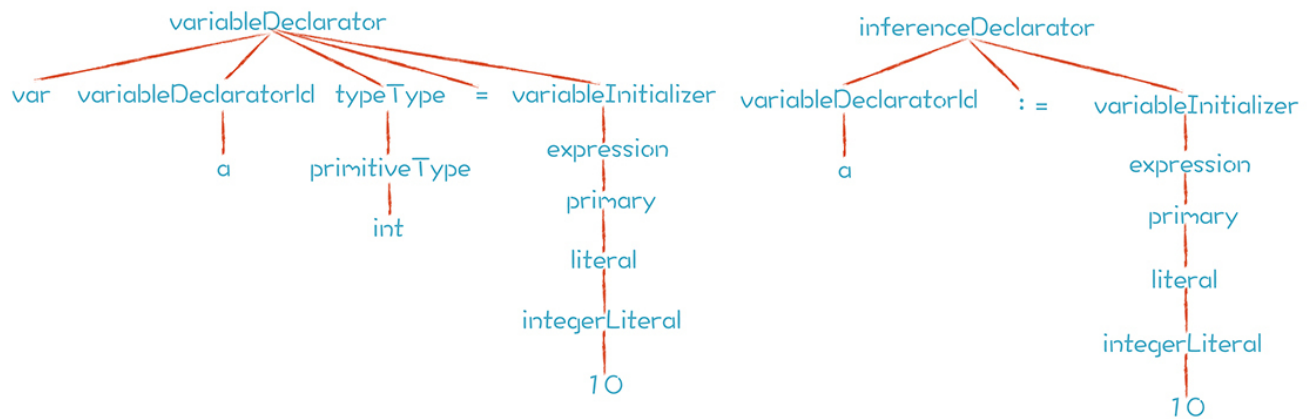 variableDeclarator
var variableDeclaratorId typeType = variableInitializer
a primitiveType expression
int primary
literal
integerLiteral
10
inferenceDeclarator
variableDeclaratorId := variableInitializer
a expression
primary
literal
integerLiteral
10